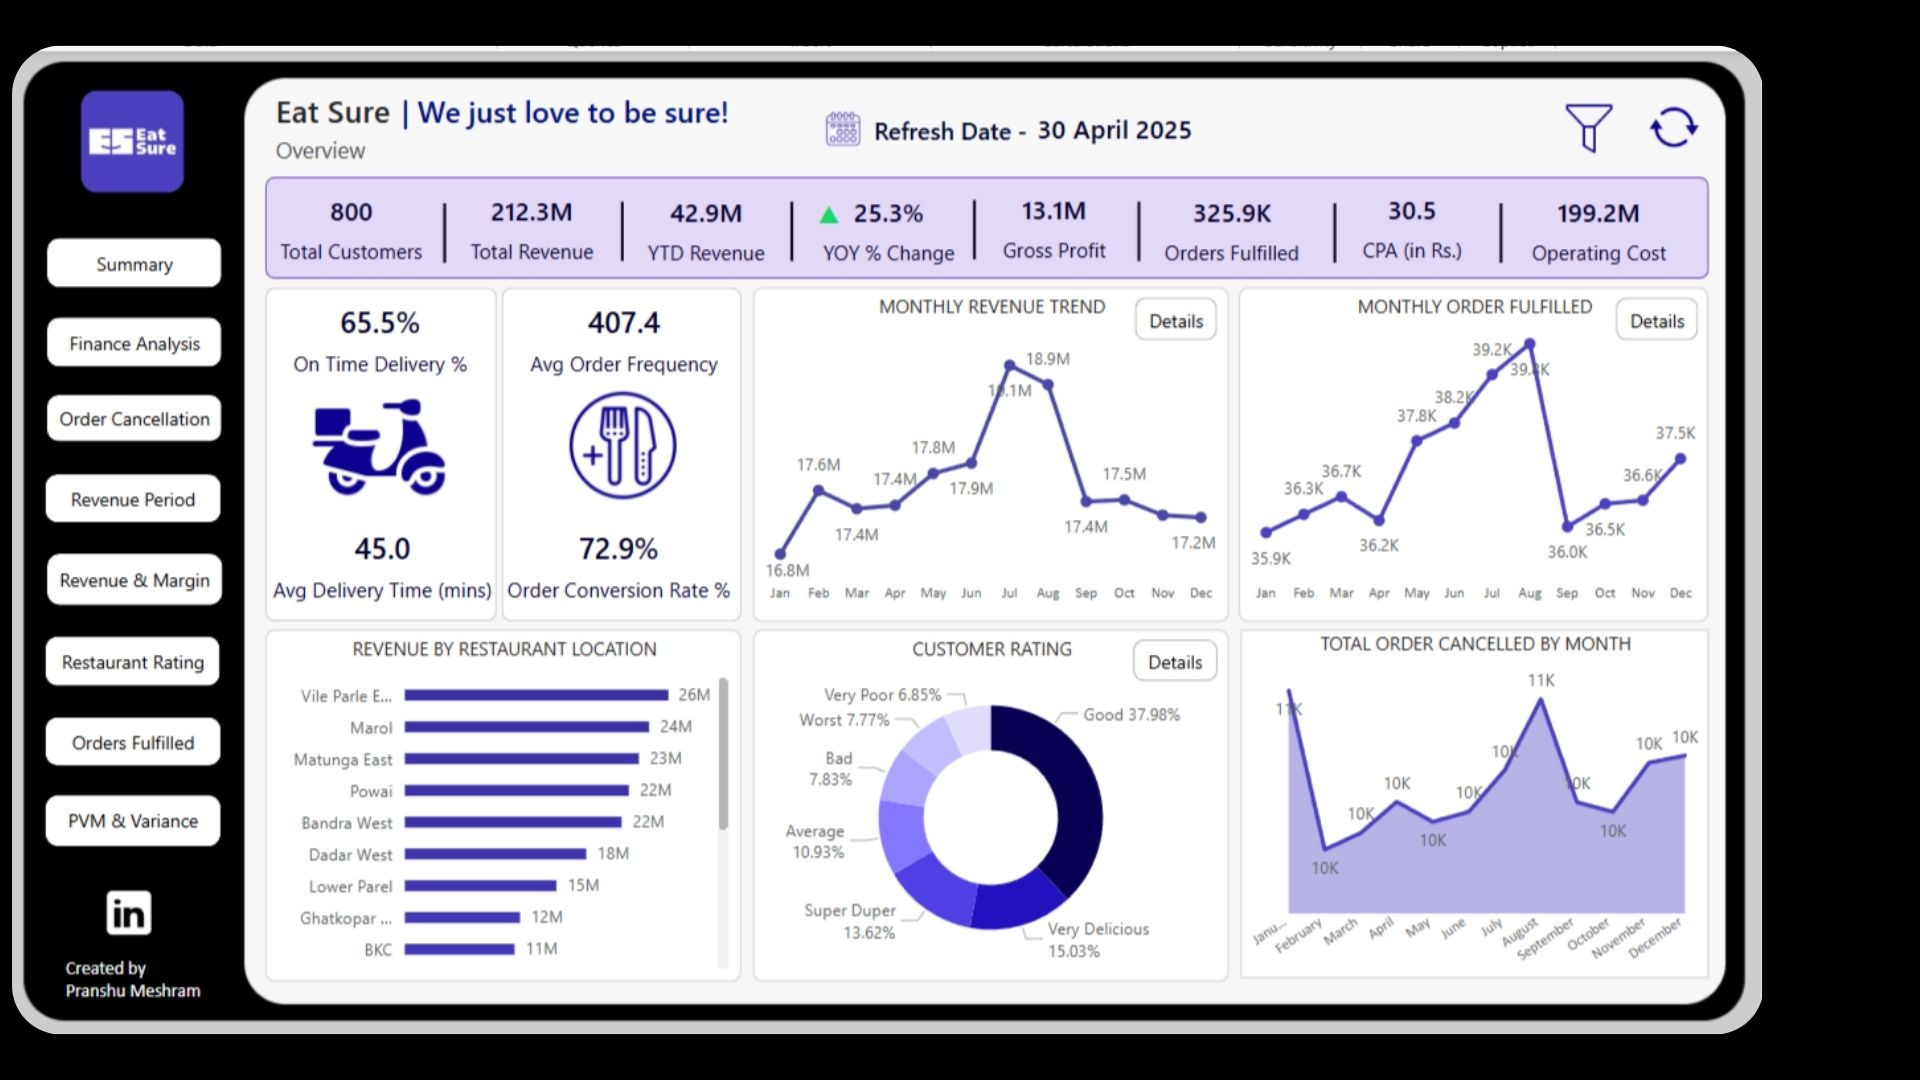 Eat
Sure
Summary
Finance Analysis
Order Cancellation
Revenue Period
Revenue & Margin
Restaurant Rating
Orders Fulfilled
PVM & Variance
in
Created by
Pranshu Meshram
Eat Sure | We just love to be sure!
Overview
Refresh Date - 30 April 2025
800
Total Customers
212.3M
Total Revenue
42.9M
YTD Revenue
25.3%
YOY % Change
13.1M
Gross Profit
325.9K
Orders Fulfilled
30.5
CPA (in Rs.)
199.2M
Operating Cost
65.5%
On Time Delivery %
45.0
Avg Delivery Time (mins)
407.4
Avg Order Frequency
72.9%
Order Conversion Rate %
MONTHLY REVENUE TREND
Details
16.8M
17.6M
17.4M
17.4M
17.8M
17.9M
19.1M
18.9M
17.4M
17.5M
17.2M
Jan Feb Mar Apr May Jun Jul Aug Sep Oct Nov Dec
MONTHLY ORDER FULFILLED
Details
35.9K
36.3K
36.7K
36.2K
37.8K
38.2K
39.2K
39.8K
36.0K
36.5K
36.6K
37.5K
Jan Feb Mar Apr May Jun Jul Aug Sep Oct Nov Dec
REVENUE BY RESTAURANT LOCATION
Vile Parle E... 26M
Marol 24M
Matunga East 23M
Powai 22M
Bandra West 22M
Dadar West 18M
Lower Parel 15M
Ghatkopar ... 12M
BKC 11M
CUSTOMER RATING
Details
Very Poor 6.85%
Worst 7.77%
Bad
7.83%
Average
10.93%
Super Duper
13.62%
Good 37.98%
Very Delicious
15.03%
TOTAL ORDER CANCELLED BY MONTH
11K
10K
10K
10K
10K
10K
10K
11K
10K
10K
10K
10K
Janu... February March April May June July August September October November December